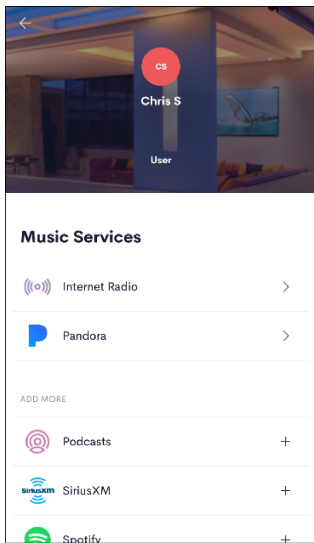 CS
Chris S
User
Music Services
Internet Radio
Pandora
ADD MORE
Podcasts
SiriusXM SiriusXM
Spotify